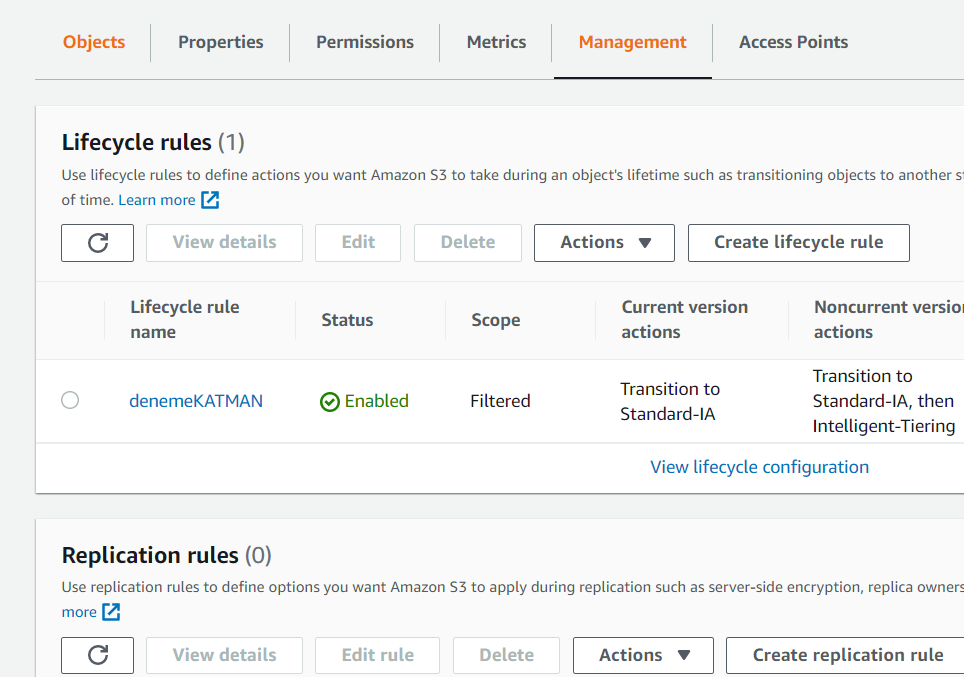 Objects Properties Permissions Metrics Management Access Points
Lifecycle rules (1)
Use lifecycle rules to define actions you want Amazon S3 to take during an object's lifetime such as transitioning objects to another
of time. Learn more
View details Edit Delete Actions Create lifecycle rule
Lifecycle rule name Status Scope Current version actions Noncurrent version actions
denemeKATMAN Enabled Filtered Transition to Standard-IA Transition to Standard-IA, then Intelligent-Tiering
View lifecycle configuration
Replication rules (0)
Use replication rules to define options you want Amazon S3 to apply during replication such as server-side encryption, replica
more
View details Edit rule Delete Actions Create replication rule